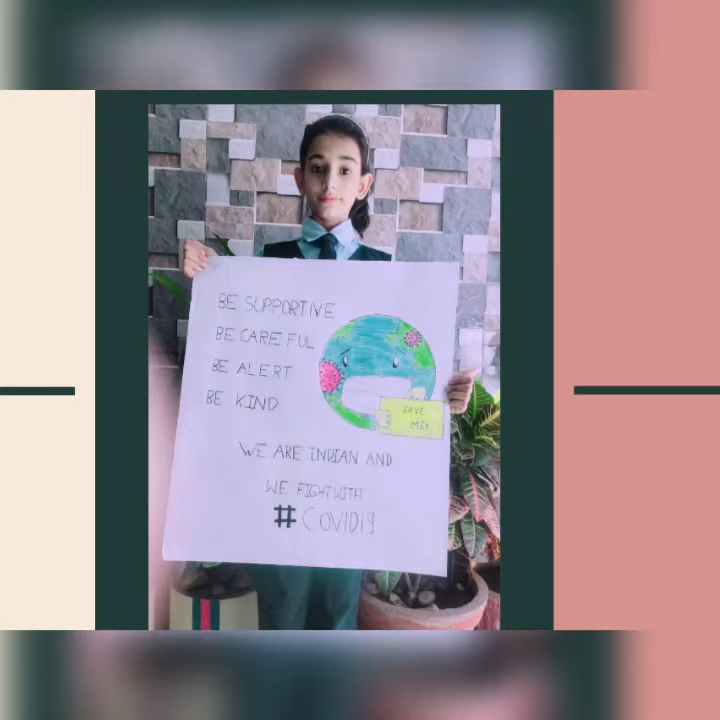 BE SUPPORTIVE
BE CAREFUL
BE ALERT
BE KIND
SAVE
ME!
WE ARE INDIAN AND
WE FIGHT WITH
#COVID19